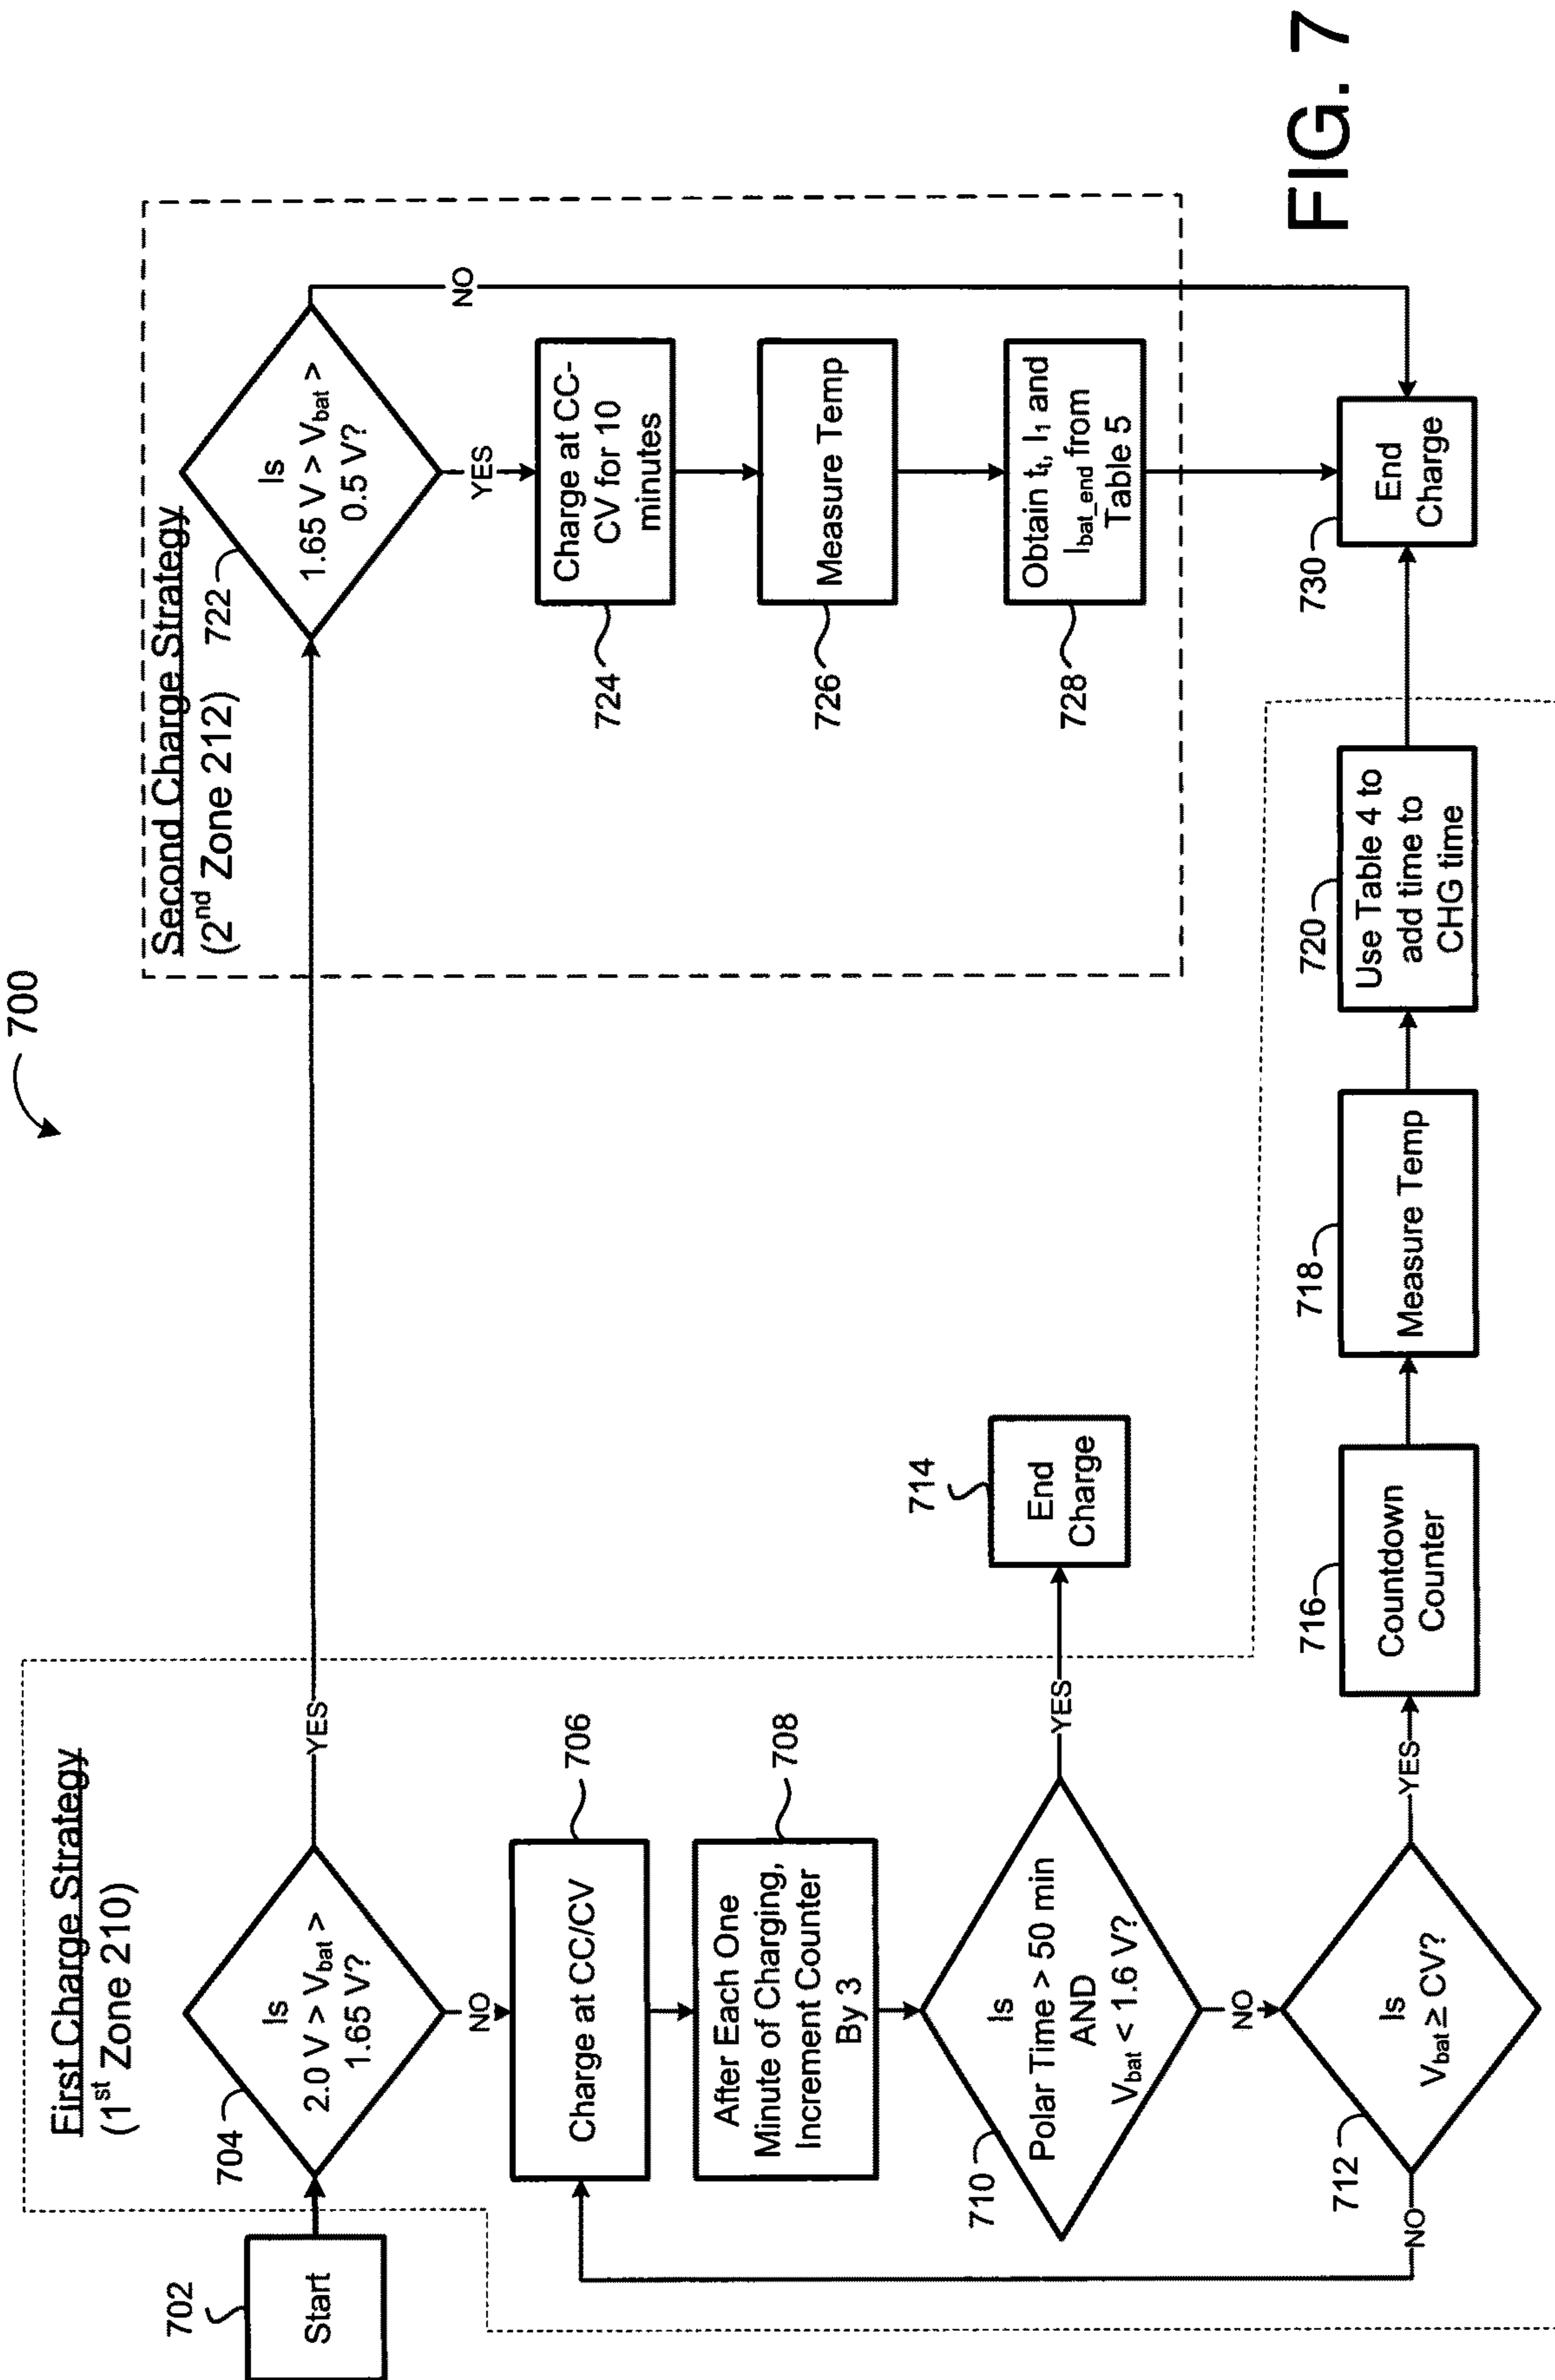 700
First Charge Strategy
(1st Zone 210)
702
Start
704
Is
2.0 V > Vbat >
1.65 V?
YES
NO
706
Charge at CC/CV
708
After Each One
Minute of Charging,
Increment Counter
By 3
710
Is
Polar Time > 50 min
AND
Vbat < 1.6 V?
YES
714
End
Charge
NO
712
Is
Vbat ≥ CV?
NO
YES
716
Countdown
Counter
718
Measure Temp
720
Use Table 4 to
add time to
CHG time
Second Charge Strategy
(2nd Zone 212)
722
Is
1.65 V > Vbat >
0.5 V?
NO
YES
724
Charge at CC-
CV for 10
minutes
726
Measure Temp
728
Obtain tt, I1 and
Ibat_end from
Table 5
730
End
Charge
FIG. 7